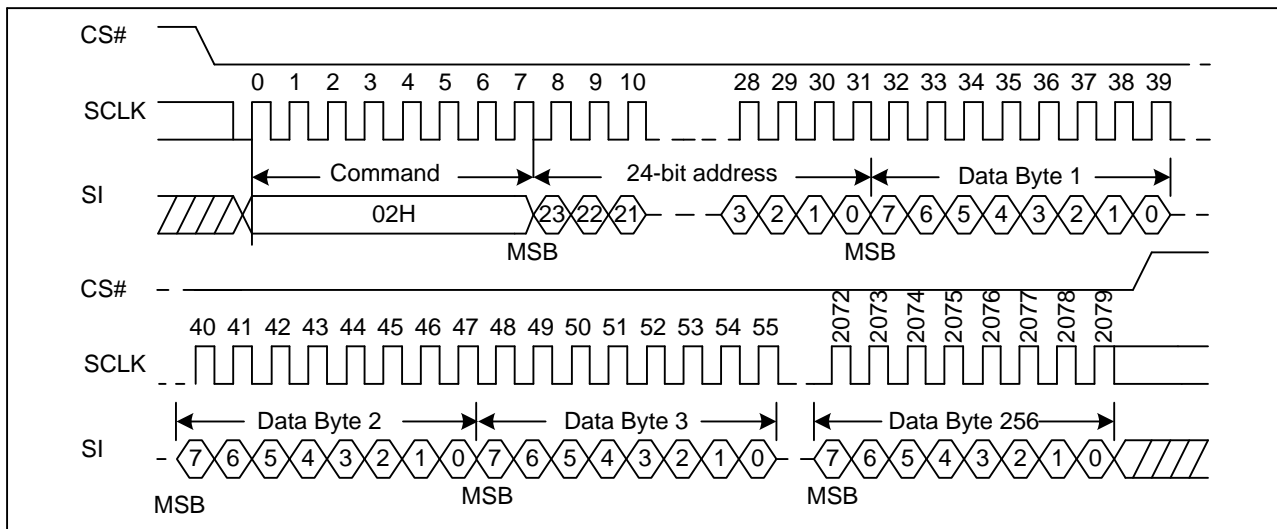 CS#
0 1 2 3 4 5 6 7 8 9 10 28 29 30 31 32 33 34 35 36 37 38 39
SCLK
Command 24-bit address Data Byte 1
SI
02H 23 22 21 3 2 1 0 7 6 5 4 3 2 1 0
MSB MSB
CS#
40 41 42 43 44 45 46 47 48 49 50 51 52 53 54 55 2072 2073 2074 2075 2076 2077 2078 2079
SCLK
Data Byte 2 Data Byte 3 Data Byte 256
SI
7 6 5 4 3 2 1 0 7 6 5 4 3 2 1 0 7 6 5 4 3 2 1 0
MSB MSB MSB